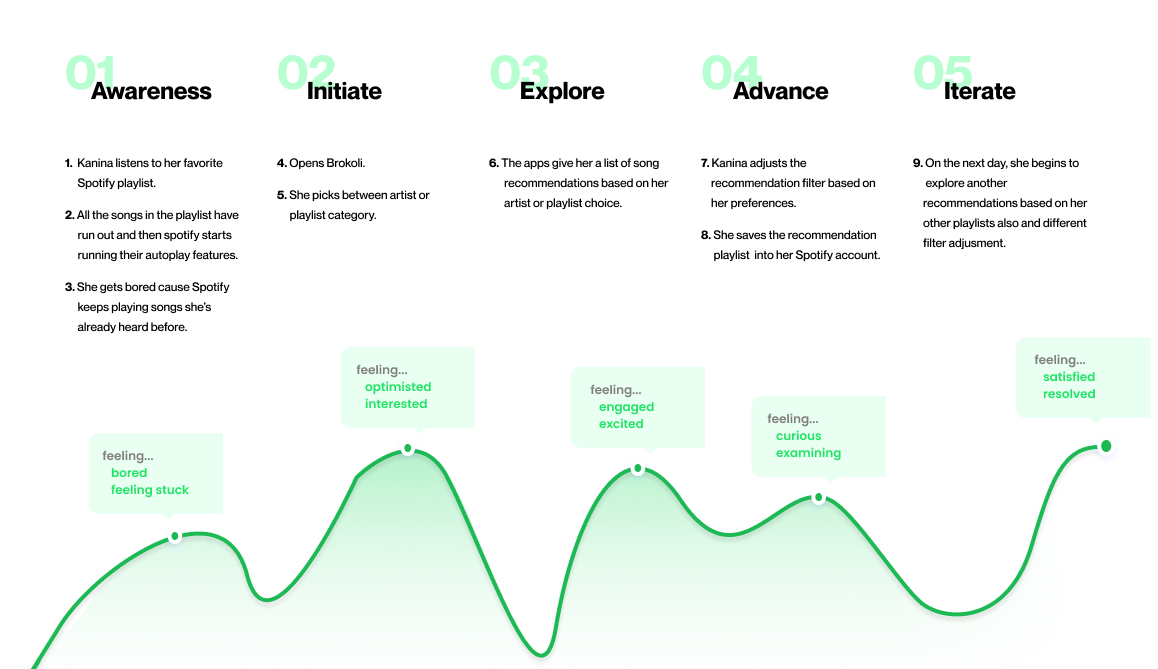 01
Awareness
1. Kanina listens to her favorite
Spotify playlist.
2. All the songs in the playlist have
run out and then spotify starts
running their autoplay features.
3. She gets bored cause Spotify
keeps playing songs she's
already heard before.
02
Initiate
4. Opens Brokoli.
5. She picks between artist or
playlist category.
03
Explore
6. The apps give her a list of song
recommendations based on her
artist or playlist choice.
04
Advance
7. Kanina adjusts the
recommendation filter based on
her preferences.
8. She saves the recommendation
playlist into her Spotify account.
05
Iterate
9. On the next day, she begins to
explore another
recommendations based on her
other playlists also and different
filter adjusment.
feeling...
bored
feeling stuck
feeling...
optimisted
interested
feeling...
engaged
excited
feeling...
curious
examining
feeling...
satisfied
resolved